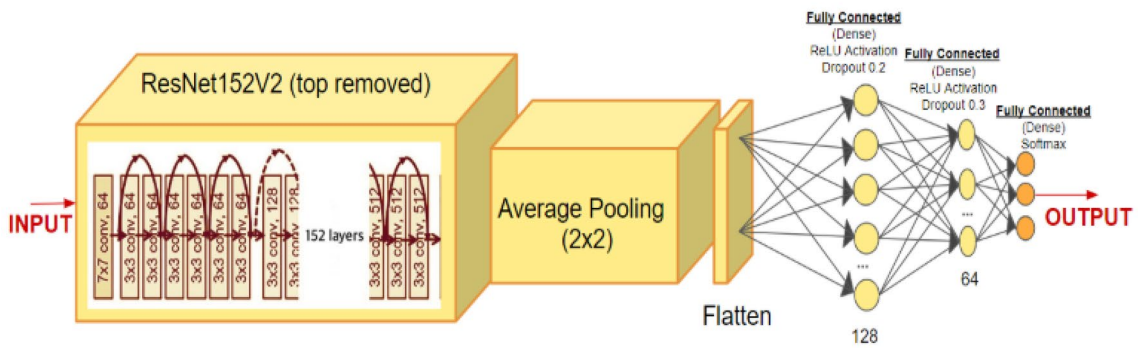 ResNet152V2 (top removed)
INPUT
7x7 conv, 64
3x3 conv, 64
3x3 conv, 64
3x3 conv, 64
3x3 conv, 64
3x3 conv, 64
3x3 conv, 64
3x3 conv, 128
3x3 conv, 128
152 layers
3x3 conv, 512
3x3 conv, 512
3x3 conv, 512
Average Pooling
(2x2)
Flatten
Fully Connected
(Dense)
ReLU Activation
Dropout 0.2
...
128
Fully Connected
(Dense)
ReLU Activation
Dropout 0.3
...
64
Fully Connected
(Dense)
Softmax
OUTPUT